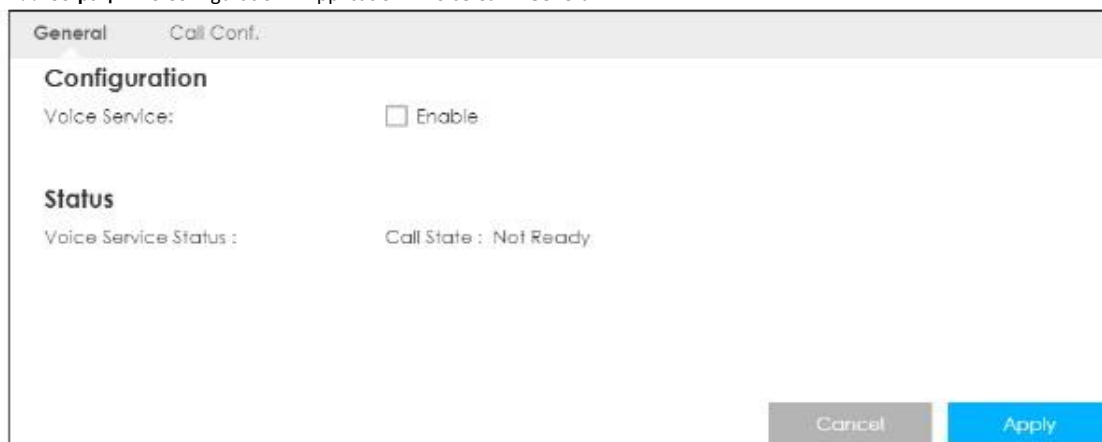 General Call Conf.
Configuration
Voice Service: Enable
Status
Voice Service Status : Call State : Not Ready
Cancel Apply